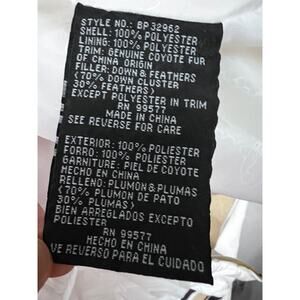 STYLE NO.: BP32962
SHELL: 100% POLYESTER
LINING: 100% POLYESTER
TRIM: GENUINE COYOTE FUR
OF CHINA ORIGIN
FILLER: DOWN & FEATHERS
(70% DOWN CLUSTER
30% FEATHERS)
EXCEPT POLYESTER IN TRIM
RN 99577
MADE IN CHINA
SEE REVERSE FOR CARE
EXTERIOR: 100% POLIESTER
FORRO: 100% POLIESTER
GARNITURE: PIEL DE COYOTE
HECHO EN CHINA
RELLENO: PLUMON&PLUMAS
(70% PLUMON DE PATO
30% PLUMAS)
BIEN ARREGLADOS EXCEPTO
POLIESTER
RN 99577
HECHO EN CHINA
VE REVERSO PARA EL CUIDADO